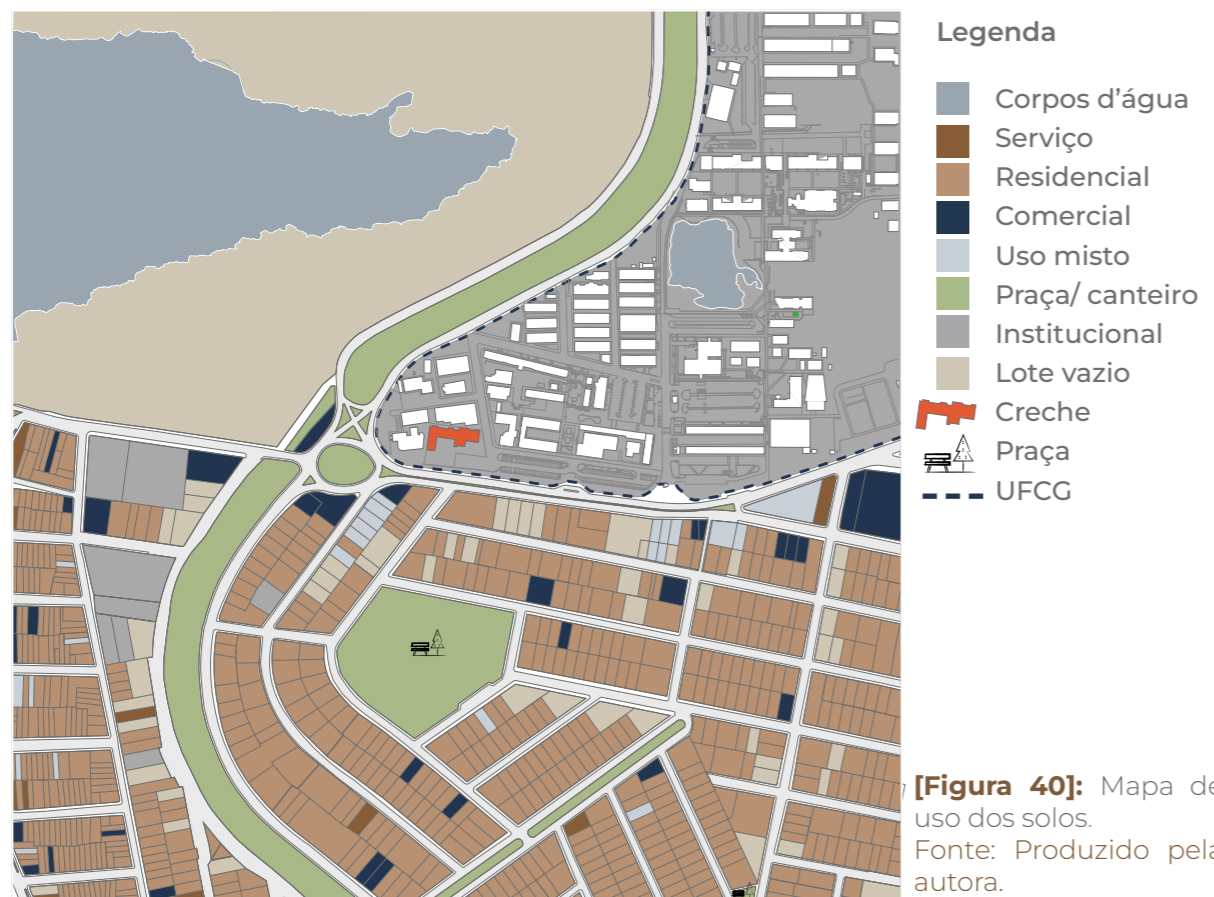 Legenda
Corpos d'água
Serviço
Residencial
Comercial
Uso misto
Praça/ canteiro
Institucional
Lote vazio
Creche
Praça
UFCG
[Figura 40]: Mapa de
uso dos solos.
Fonte: Produzido pela
autora.